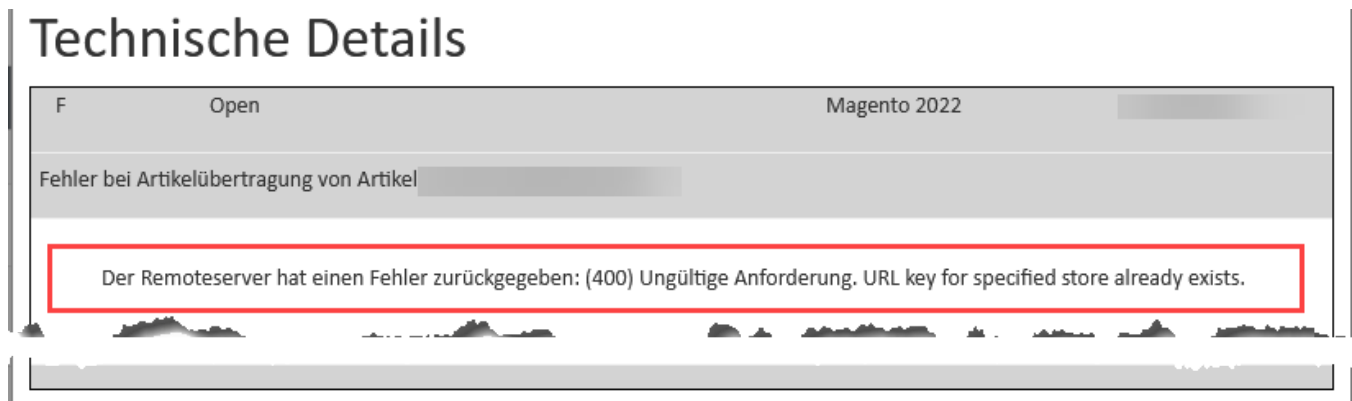 Technische Details
F Open Magento 2022
Fehler bei Artikelübertragung von Artikel
Der Remoteserver hat einen Fehler zurückgegeben: (400) Ungültige Anforderung. URL key for specified store already exists.